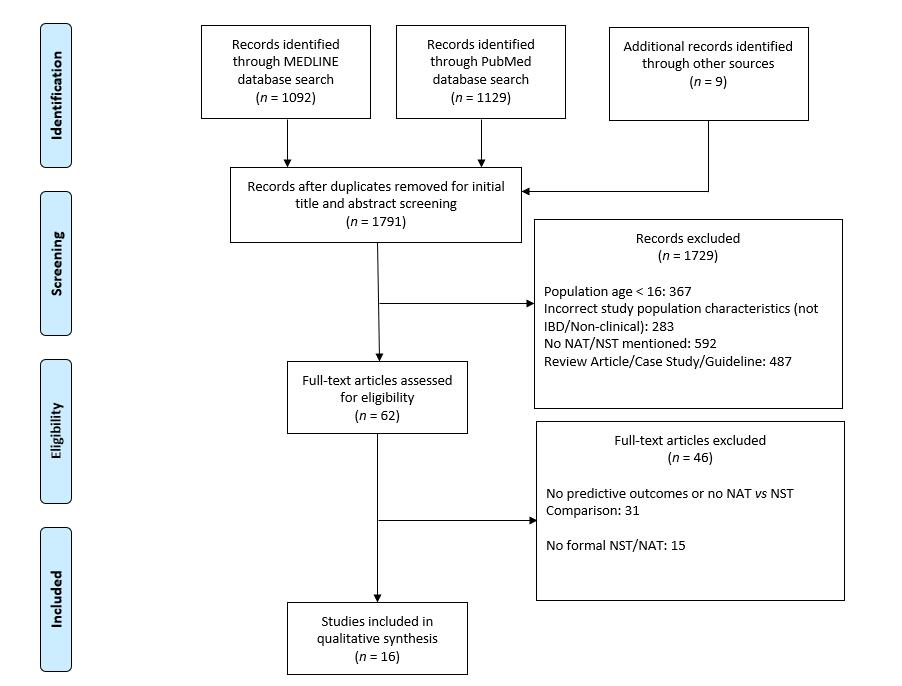 Identification
Records identified
through MEDLINE
database search
(n = 1092)
Records identified
through PubMed
database search
(n = 1129)
Additional records identified
through other sources
(n = 9)
Screening
Records after duplicates removed for initial
title and abstract screening
(n = 1791)
Records excluded
(n = 1729)
Population age < 16: 367
Incorrect study population characteristics (not
IBD/Non-clinical): 283
No NAT/NST mentioned: 592
Review Article/Case Study/Guideline: 487
Eligibility
Full-text articles assessed
for eligibility
(n = 62)
Full-text articles excluded
(n = 46)
No predictive outcomes or no NAT vs NST
Comparison: 31
No formal NST/NAT: 15
Included
Studies included in
qualitative synthesis
(n = 16)